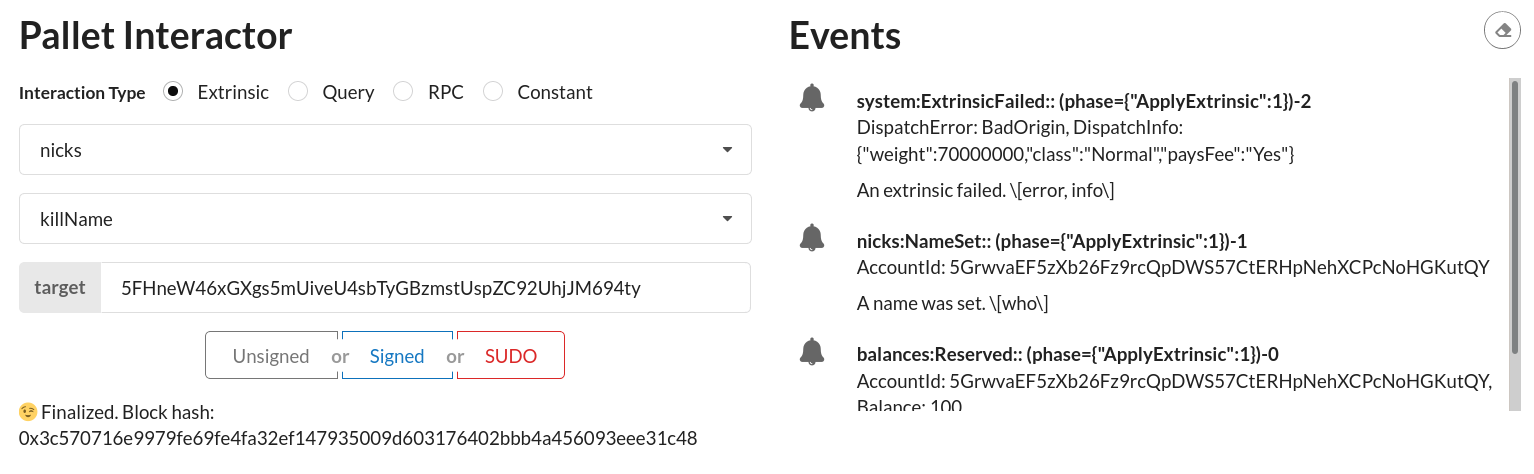 Pallet Interactor
Interaction Type Extrinsic Query RPC Constant
nicks
killName
target 5FHneW46xGXgs5mUiveU4sbTyGBzmstUspZC92UhjJM694ty
Unsigned or Signed or SUDO
😉 Finalized. Block hash:
0x3c570716e9979fe69fe4fa32ef147935009d603176402bbb4a456093eee31c48
Events
system:ExtrinsicFailed:: (phase={"ApplyExtrinsic":1})-2
DispatchError: BadOrigin, DispatchInfo:
{"weight":70000000,"class":"Normal","paysFee":"Yes"}
An extrinsic failed. \[error, info\]
nicks:NameSet:: (phase={"ApplyExtrinsic":1})-1
AccountId: 5GrwvaEF5zXb26Fz9rcQpDWS57CtERHpNehXCPcNoHGKutQY
A name was set. \[who\]
balances:Reserved:: (phase={"ApplyExtrinsic":1})-0
AccountId: 5GrwvaEF5zXb26Fz9rcQpDWS57CtERHpNehXCPcNoHGKutQY,
Balance: 100